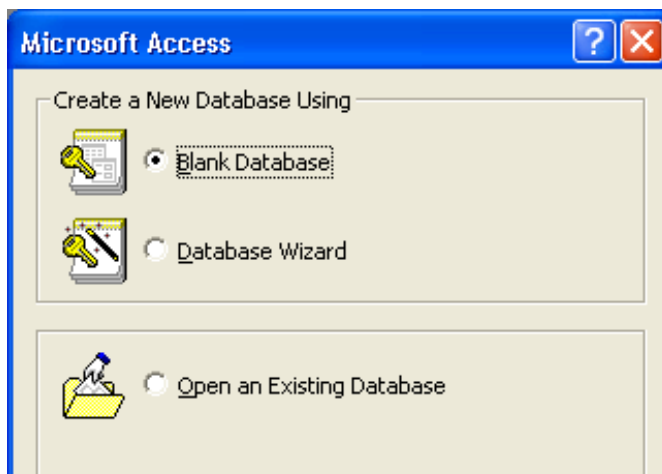 Microsoft Access
Create a New Database Using
Blank Database
Database Wizard
Open an Existing Database